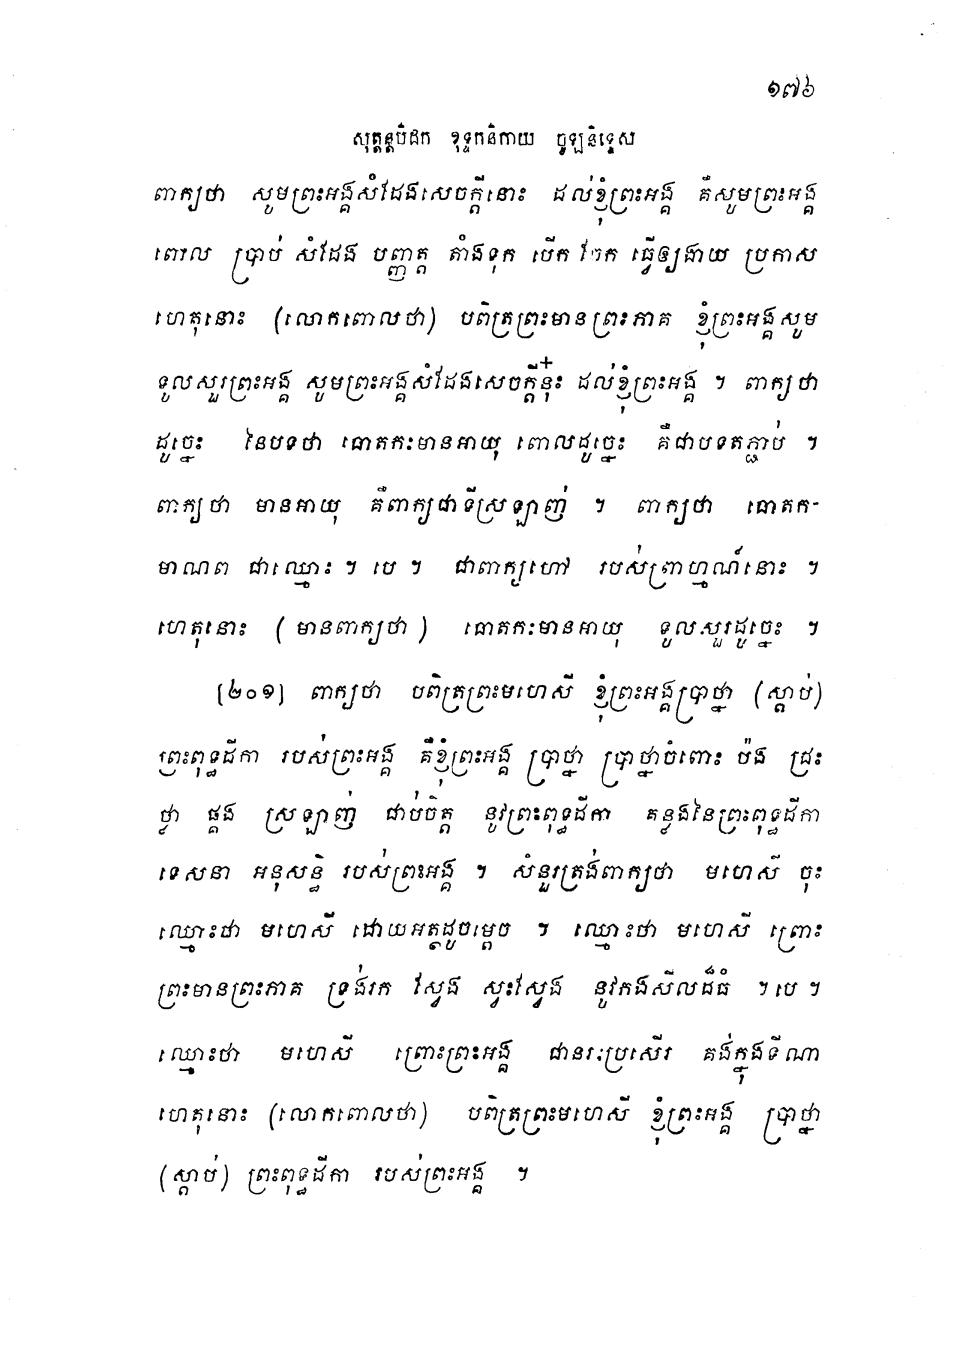 ១៧៦
សុត្តន្តបិដក ខុទ្ទកនិកាយ ចូឡនិទ្ទេស
ពាក្យថា សូមព្រះអង្គសំដែងសេចក្តីនោះ ដល់ខ្ញុំព្រះអង្គ គឺសូមព្រះអង្គ
ពោល ប្រាប់ សំដែង បញ្ញត្ត តាំងទុក បើក វែក ធ្វើឲ្យងាយ ប្រកាស
ហេតុនោះ (លោកពោលថា) បពិត្រព្រះមានព្រះភាគ ខ្ញុំព្រះអង្គសូម
ទូលសួរព្រះអង្គ សូមព្រះអង្គសំដែងសេចក្តីនុ៎ះ ដល់ខ្ញុំព្រះអង្គ ។ ពាក្យថា
ដូច្នេះ នៃបទថា ធោតកៈមានអាយុ ពោលដូច្នេះ គឺជាបទតភ្ជាប់ ។
ពាក្យថា មានអាយុ គឺពាក្យជាទីស្រឡាញ់ ។ ពាក្យថា ធោតក-
មាណព ជាឈ្មោះ ។ បេ ។ ជាពាក្យហៅ របស់ព្រាហ្មណ៍នោះ ។
ហេតុនោះ (មានពាក្យថា) ធោតកៈមានអាយុ ទូលសួរដូច្នេះ ។
[២០១] ពាក្យថា បពិត្រព្រះមហេសី ខ្ញុំព្រះអង្គប្រាថ្នា (ស្តាប់)
ព្រះពុទ្ធដីកា របស់ព្រះអង្គ គឺខ្ញុំព្រះអង្គ ប្រាថ្នា ប្រាថ្នាចំពោះ ប៉ង ជ្រះ
ថ្លា ផ្គង ស្រឡាញ់ ជាប់ចិត្ត នូវព្រះពុទ្ធដីកា គន្លងនៃព្រះពុទ្ធដីកា
ទេសនា អនុសន្ធិ របស់ព្រះអង្គ ។ សំនួរត្រង់ពាក្យថា មហេសី ចុះ
ឈ្មោះថា មហេសី ដោយអត្ថដូចម្តេច ។ ឈ្មោះថា មហេសី ព្រោះ
ព្រះមានព្រះភាគ ទ្រង់រក ស្វែង ស្វះស្វែង នូវកងសីលដ៏ធំ ។ បេ ។
ឈ្មោះថា មហេសី ព្រោះព្រះអង្គ ជានរៈប្រសើរ គង់ក្នុងទីណា
ហេតុនោះ (លោកពោលថា) បពិត្រព្រះមហេសី ខ្ញុំព្រះអង្គ ប្រាថ្នា
(ស្តាប់) ព្រះពុទ្ធដីកា របស់ព្រះអង្គ ។